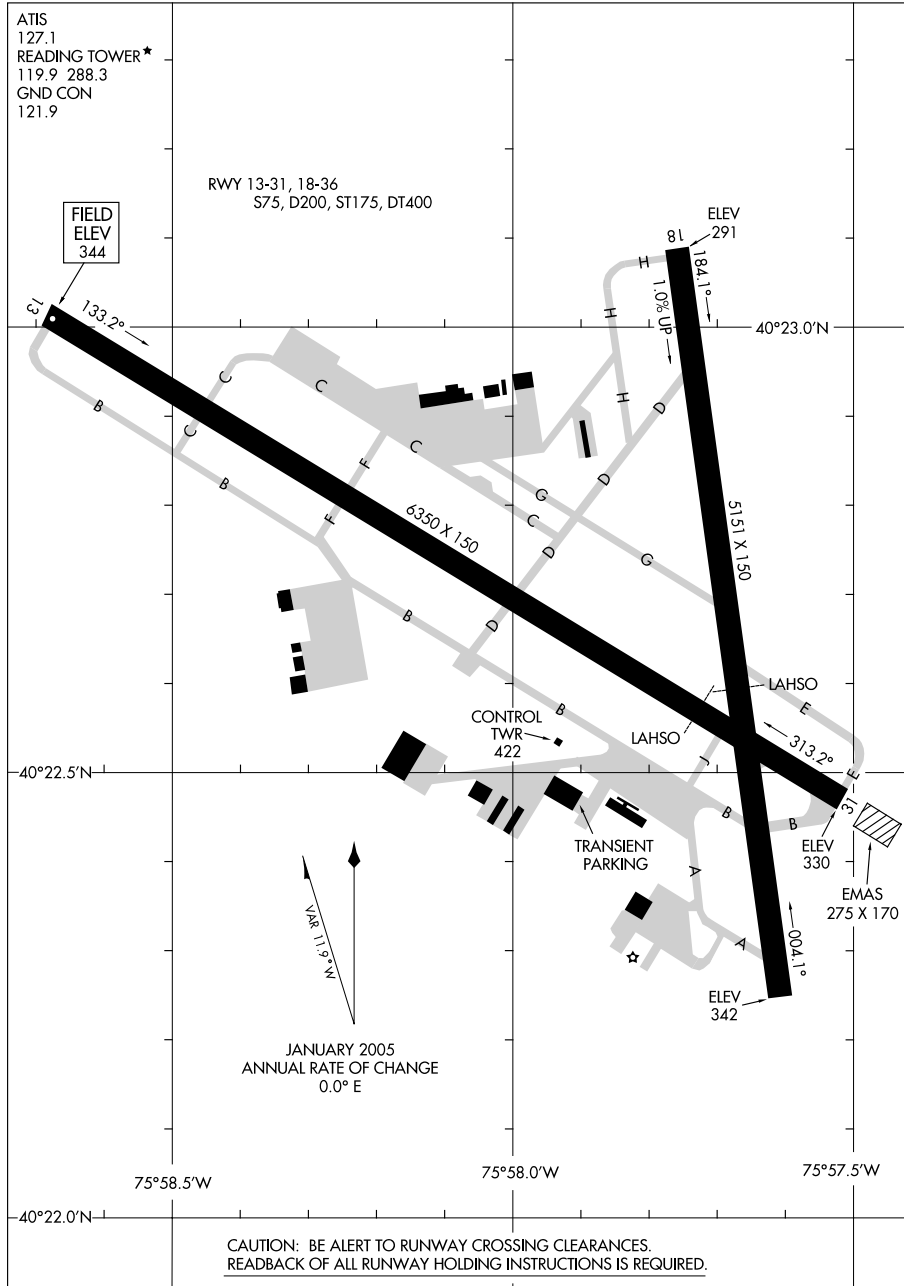 ATIS
127.1
READING TOWER★
119.9 288.3
GND CON
121.9
RWY 13-31, 18-36
S75, D200, ST175, DT400
FIELD
ELEV
344
13
133.2°
18
ELEV
291
184.1°
1.0% UP
40°23.0'N
H
H
H
C
C
C
C
C
B
B
B
B
B
B
F
F
D
D
D
D
G
G
6350 X 150
5151 X 150
LAHSO
LAHSO
E
E
J
313.2°
31
CONTROL
TWR
422
40°22.5'N
TRANSIENT
PARKING
ELEV
330
EMAS
275 X 170
A
A
004.1°
ELEV
342
VAR 11.9° W
JANUARY 2005
ANNUAL RATE OF CHANGE
0.0° E
75°58.5'W
75°58.0'W
75°57.5'W
40°22.0'N
CAUTION: BE ALERT TO RUNWAY CROSSING CLEARANCES.
READBACK OF ALL RUNWAY HOLDING INSTRUCTIONS IS REQUIRED.